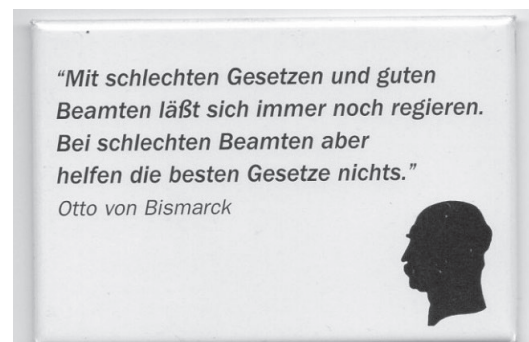 “Mit schlechten Gesetzen und guten
Beamten läßt sich immer noch regieren.
Bei schlechten Beamten aber
helfen die besten Gesetze nichts.”
Otto von Bismarck